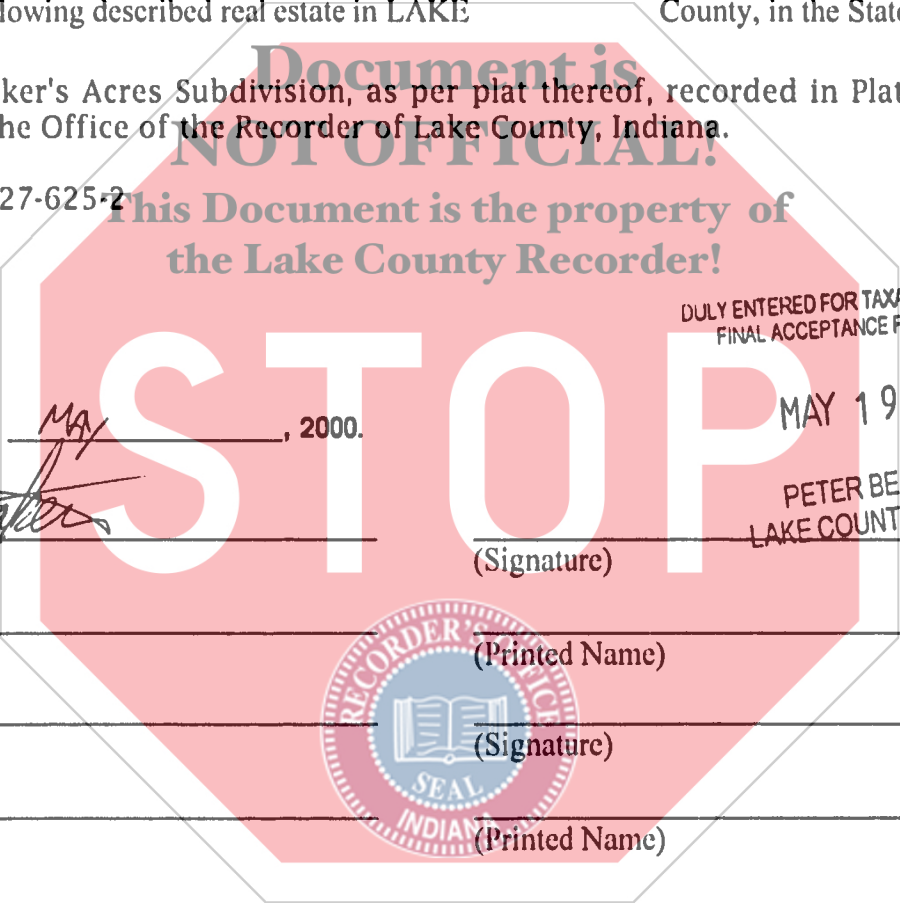 lowing described real estate in LAKE County, in the State
Document is
ker's Acres Subdivision, as per plat thereof, recorded in Plat
he Office of the Recorder of Lake County, Indiana.
NOT OFFICIAL!
27-625-2
This Document is the property of
the Lake County Recorder!
DULY ENTERED FOR TAXA
FINAL ACCEPTANCE F
STOP
MAY 19
MAY , 2000.
PETER BE
LAKE COUNT
(Signature)
RECORDER'S OFFICE
(Printed Name)
(Signature)
SEAL
INDIANA
(Printed Name)